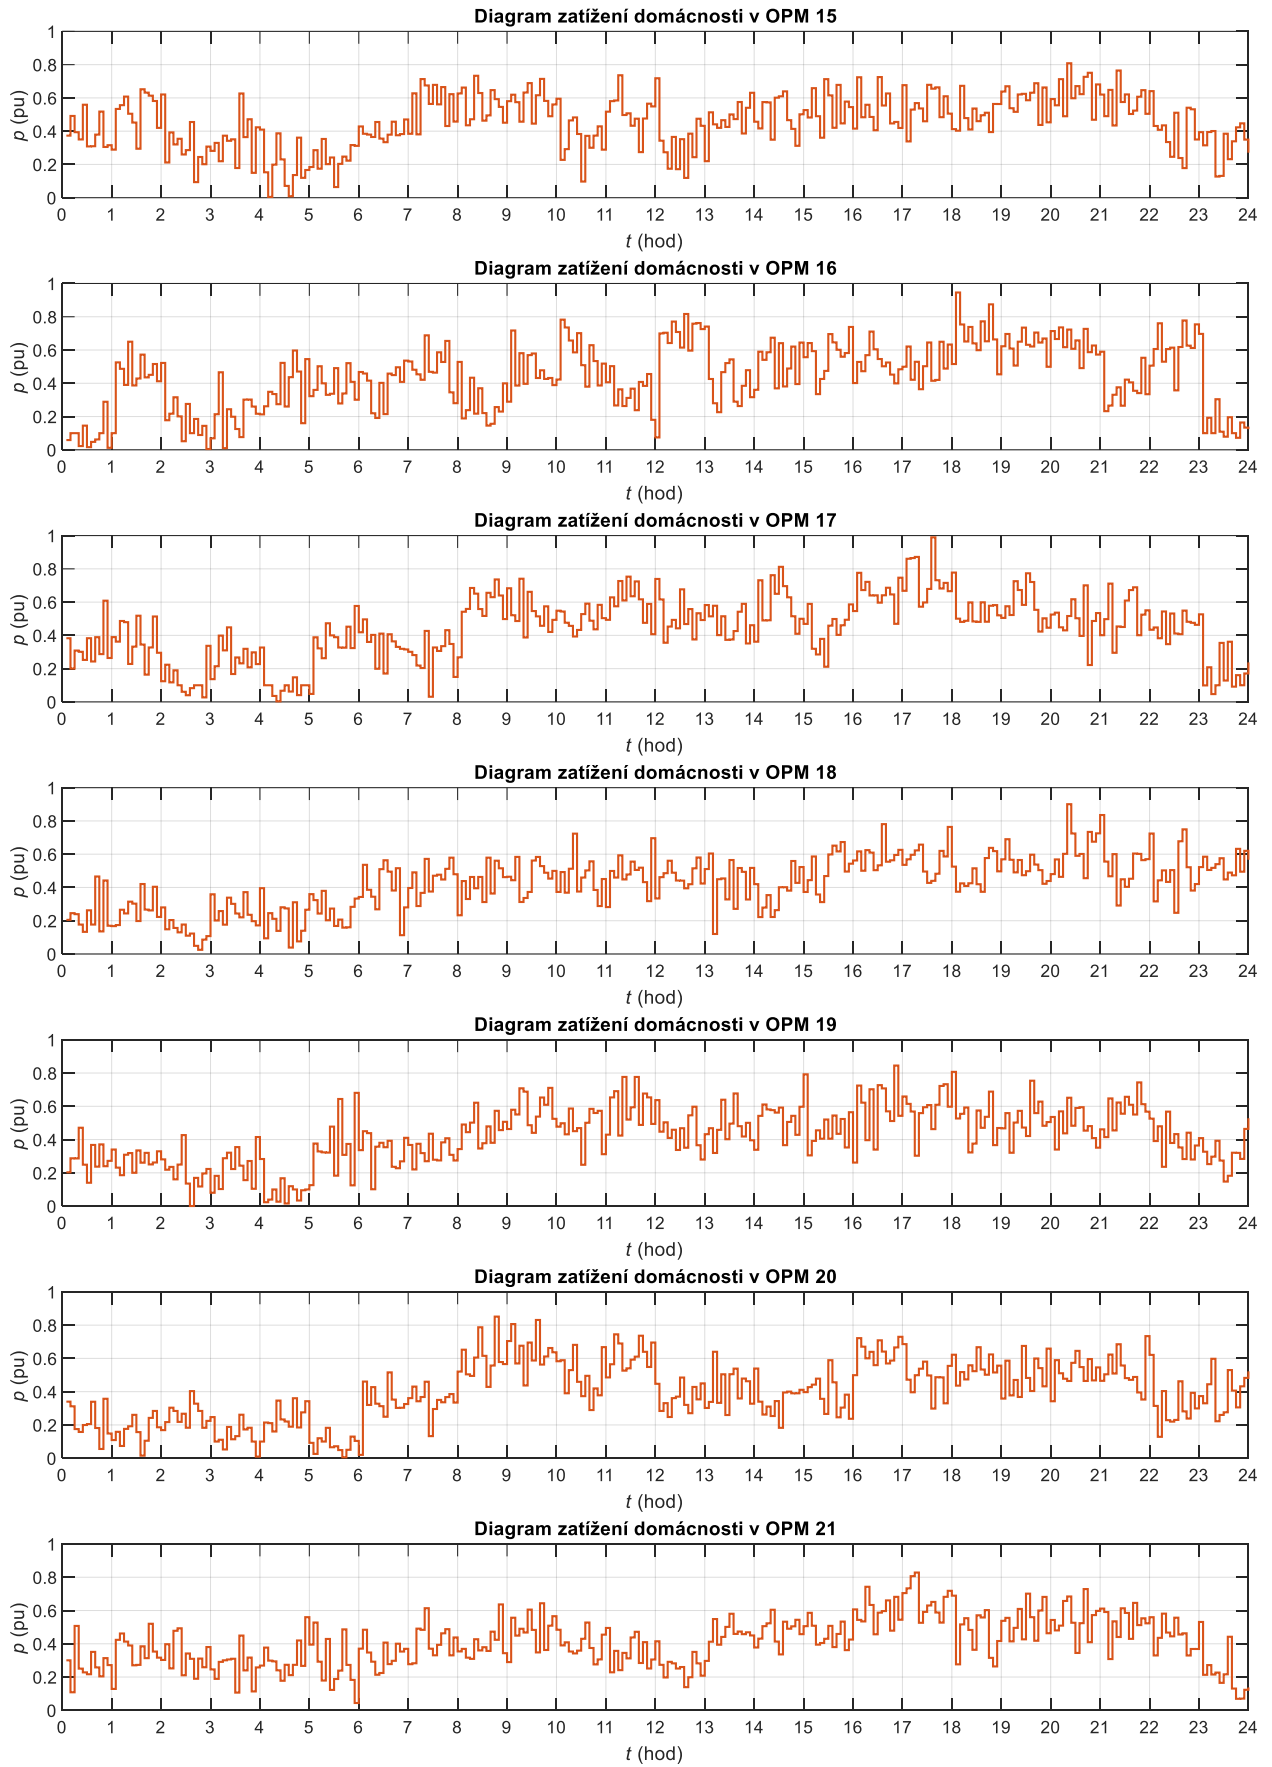 Diagram zatížení domácnosti v OPM 15
1
0.8
0.6
0.4
0.2
0
p (pu)
0 1 2 3 4 5 6 7 8 9 10 11 12 13 14 15 16 17 18 19 20 21 22 23 24
t (hod)
Diagram zatížení domácnosti v OPM 16
1
0.8
0.6
0.4
0.2
0
p (pu)
0 1 2 3 4 5 6 7 8 9 10 11 12 13 14 15 16 17 18 19 20 21 22 23 24
t (hod)
Diagram zatížení domácnosti v OPM 17
1
0.8
0.6
0.4
0.2
0
p (pu)
0 1 2 3 4 5 6 7 8 9 10 11 12 13 14 15 16 17 18 19 20 21 22 23 24
t (hod)
Diagram zatížení domácnosti v OPM 18
1
0.8
0.6
0.4
0.2
0
p (pu)
0 1 2 3 4 5 6 7 8 9 10 11 12 13 14 15 16 17 18 19 20 21 22 23 24
t (hod)
Diagram zatížení domácnosti v OPM 19
1
0.8
0.6
0.4
0.2
0
p (pu)
0 1 2 3 4 5 6 7 8 9 10 11 12 13 14 15 16 17 18 19 20 21 22 23 24
t (hod)
Diagram zatížení domácnosti v OPM 20
1
0.8
0.6
0.4
0.2
0
p (pu)
0 1 2 3 4 5 6 7 8 9 10 11 12 13 14 15 16 17 18 19 20 21 22 23 24
t (hod)
Diagram zatížení domácnosti v OPM 21
1
0.8
0.6
0.4
0.2
0
p (pu)
0 1 2 3 4 5 6 7 8 9 10 11 12 13 14 15 16 17 18 19 20 21 22 23 24
t (hod)